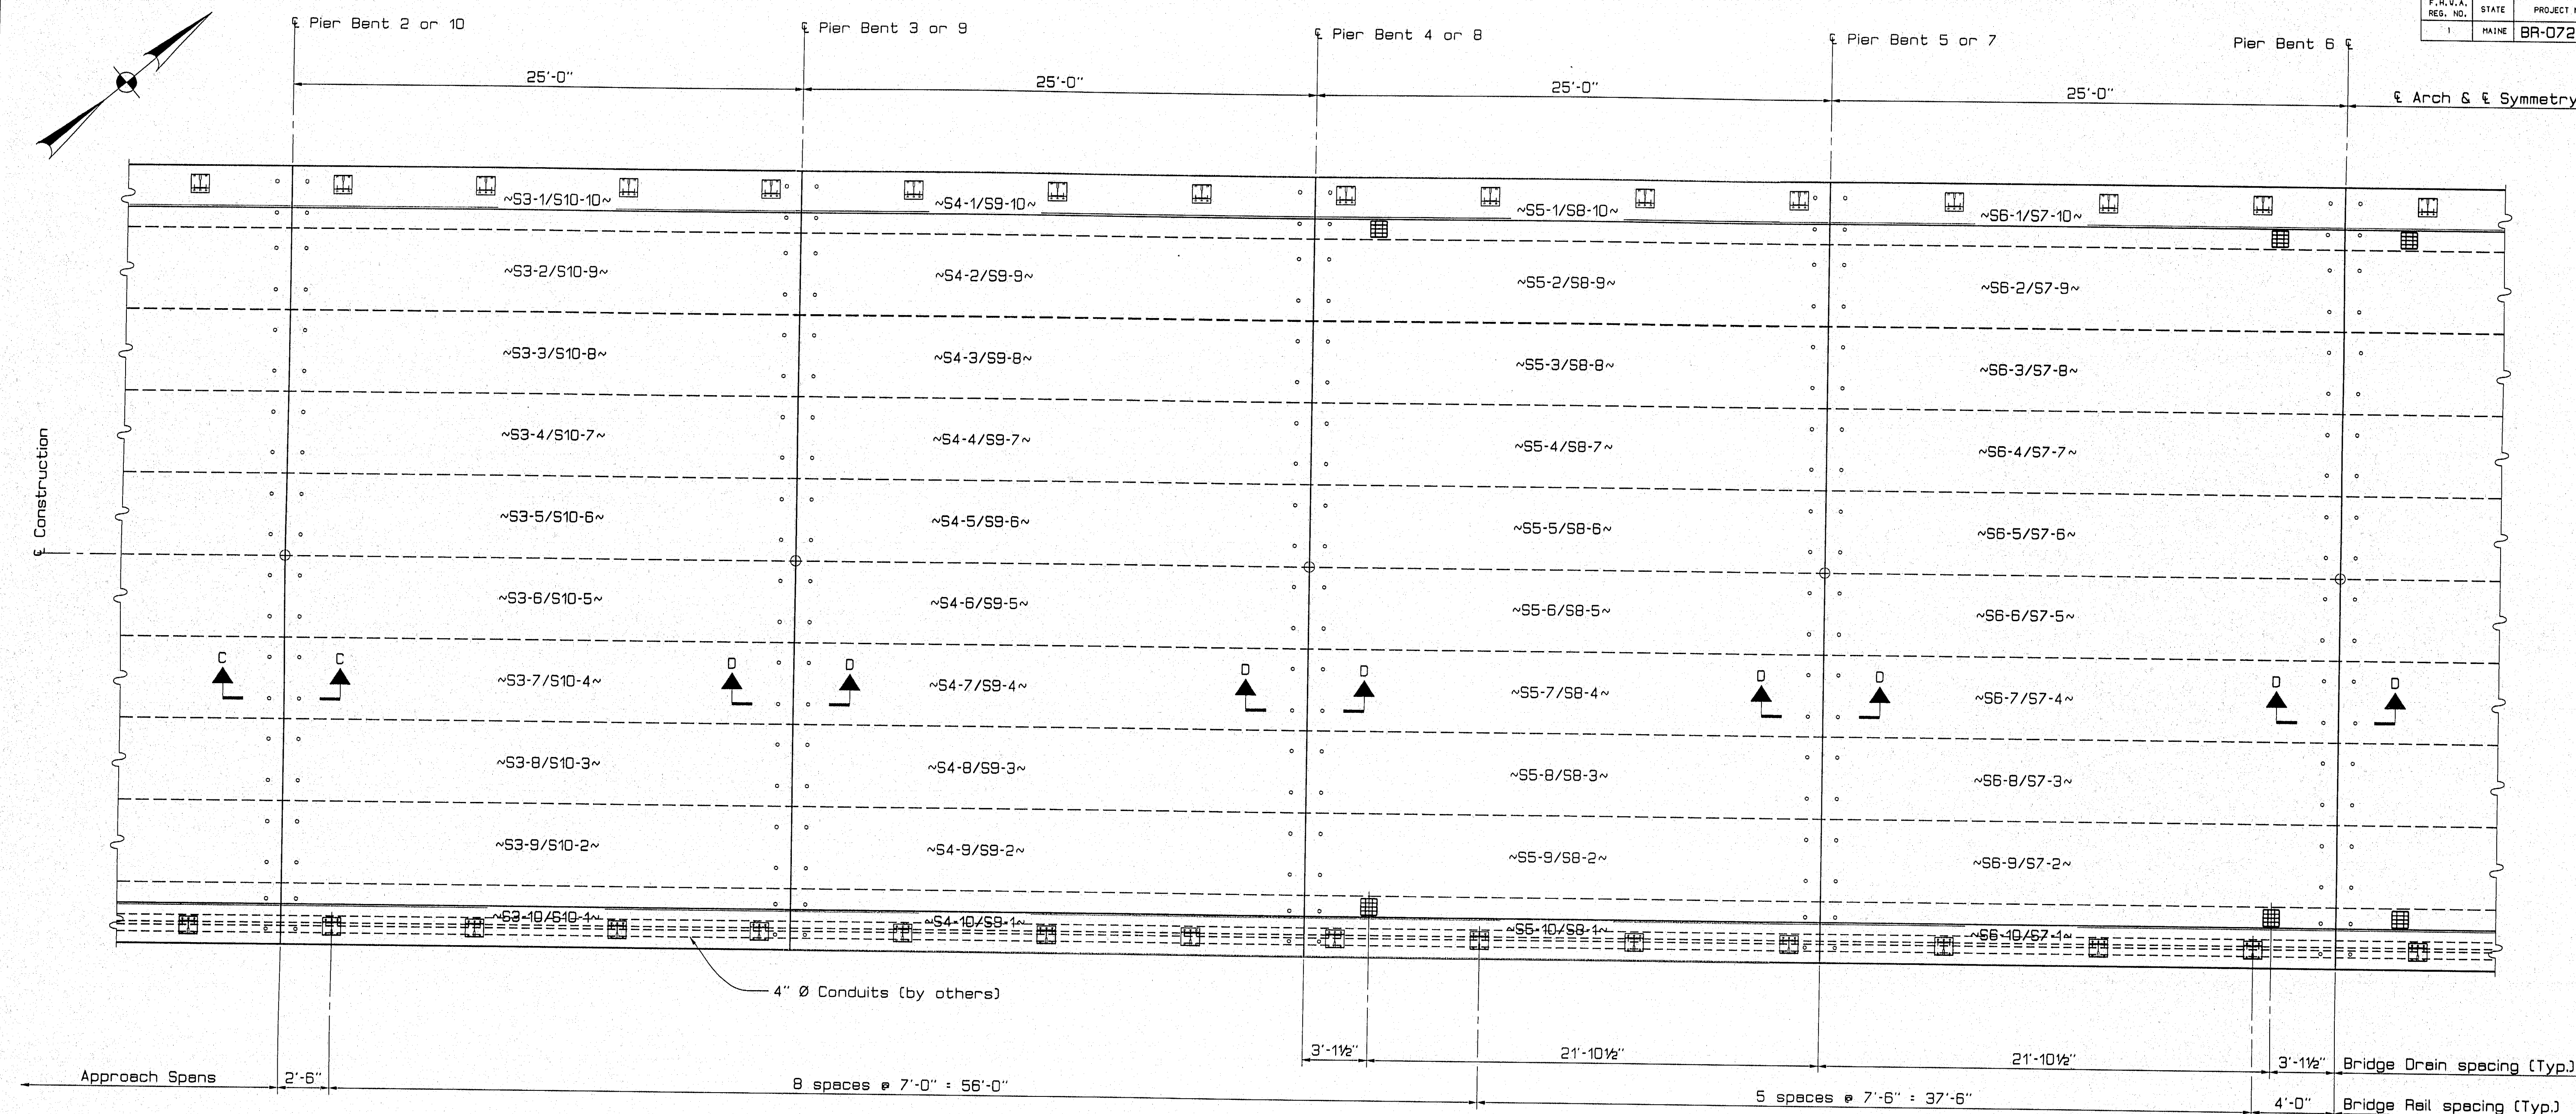 F.H.W.A. REG. NO. STATE PROJECT
1 MAINE BR-072
℄ Pier Bent 2 or 10
℄ Pier Bent 3 or 9
℄ Pier Bent 4 or 8
℄ Pier Bent 5 or 7
Pier Bent 6 ℄
25'-0"
25'-0"
25'-0"
25'-0"
℄ Arch & ℄ Symmetry
~S3-1/S10-10~
~S4-1/S9-10~
~S5-1/S8-10~
~S6-1/S7-10~
~S3-2/S10-9~
~S4-2/S9-9~
~S5-2/S8-9~
~S6-2/S7-9~
~S3-3/S10-8~
~S4-3/S9-8~
~S5-3/S8-8~
~S6-3/S7-8~
~S3-4/S10-7~
~S4-4/S9-7~
~S5-4/S8-7~
~S6-4/S7-7~
℄ Construction
~S3-5/S10-6~
~S4-5/S9-6~
~S5-5/S8-6~
~S6-5/S7-6~
~S3-6/S10-5~
~S4-6/S9-5~
~S5-6/S8-5~
~S6-6/S7-5~
C
C
D
D
D
D
D
D
D
D
~S3-7/S10-4~
~S4-7/S9-4~
~S5-7/S8-4~
~S6-7/S7-4~
~S3-8/S10-3~
~S4-8/S9-3~
~S5-8/S8-3~
~S6-8/S7-3~
~S3-9/S10-2~
~S4-9/S9-2~
~S5-9/S8-2~
~S6-9/S7-2~
~S3-10/S10-1~
~S4-10/S9-1~
~S5-10/S8-1~
~S6-10/S7-1~
4" Ø Conduits (by others)
3'-1½"
21'-10½"
21'-10½"
3'-1½"
Bridge Drain spacing (Typ.)
Approach Spans
2'-6"
8 spaces @ 7'-0" = 56'-0"
5 spaces @ 7'-6" = 37'-6"
4'-0"
Bridge Rail spacing (Typ.)